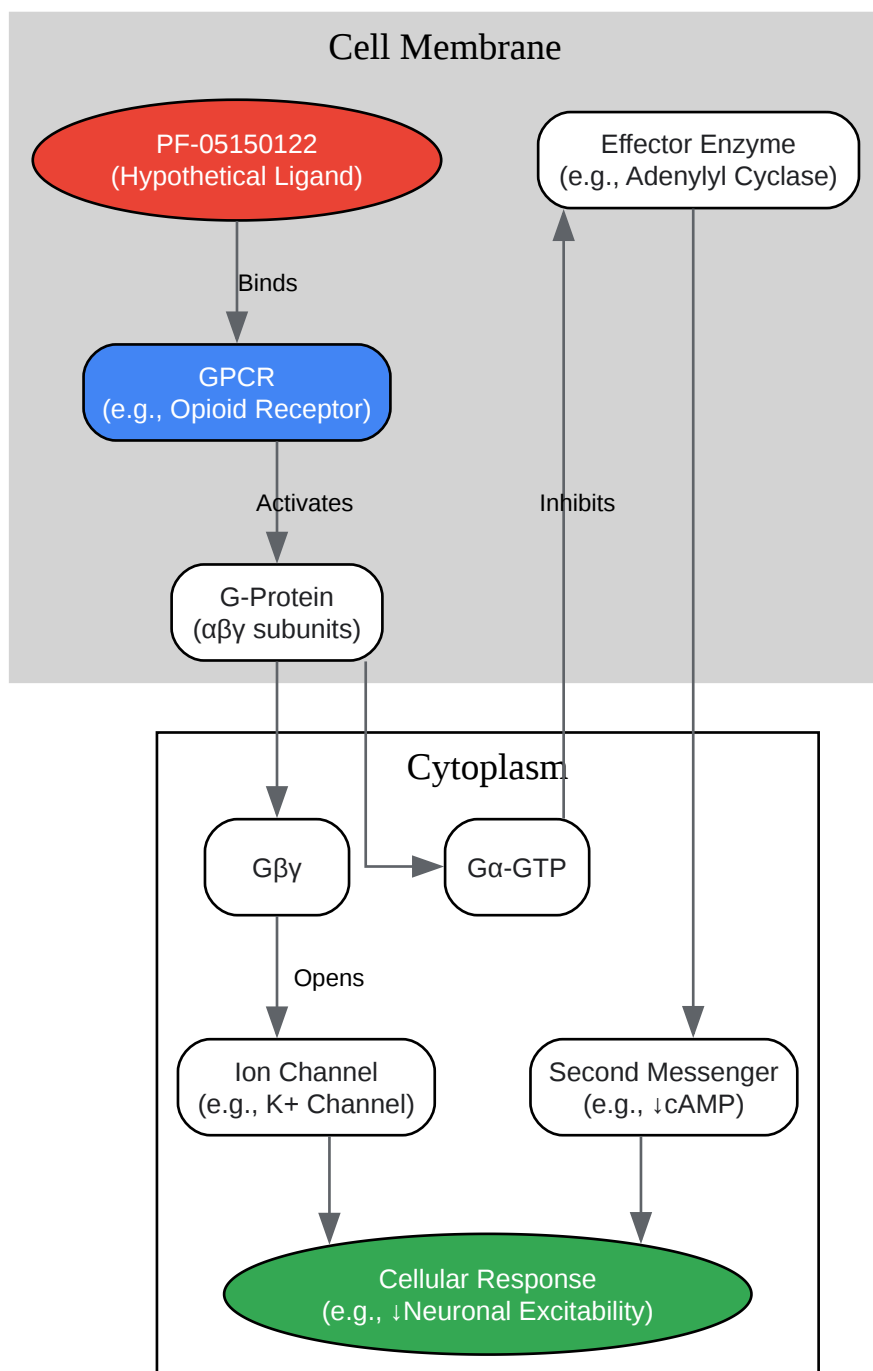 Cell Membrane
PF-05150122
(Hypothetical Ligand)
Effector Enzyme
(e.g., Adenylyl Cyclase)
Binds
GPCR
(e.g., Opioid Receptor)
Activates
Inhibits
G-Protein
(αβγ subunits)
Cytoplasm
Gβγ
Gα-GTP
Opens
Ion Channel
(e.g., K+ Channel)
Second Messenger
(e.g., ↓cAMP)
Cellular Response
(e.g., ↓Neuronal Excitability)